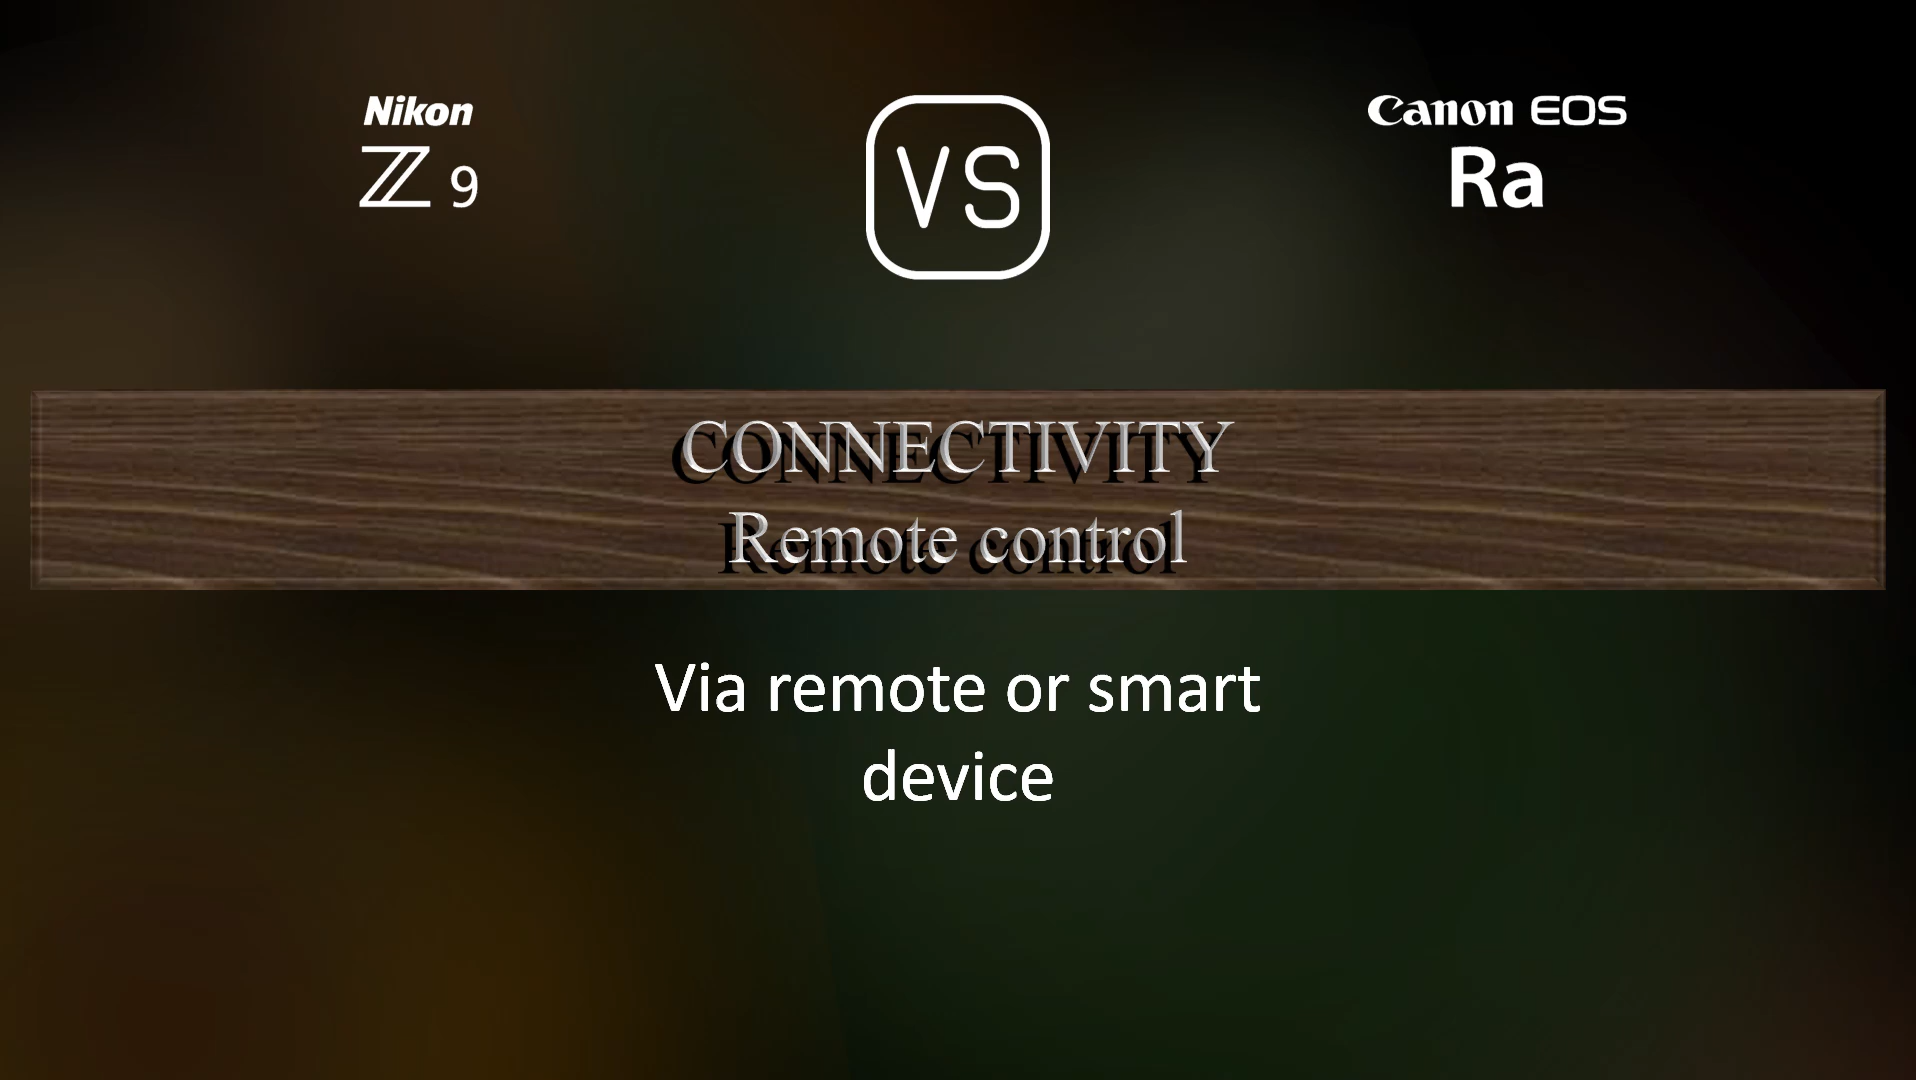 Nikon
Z 9
VS
Canon EOS
Ra
CONNECTIVITY
Remote control
Via remote or smart
device